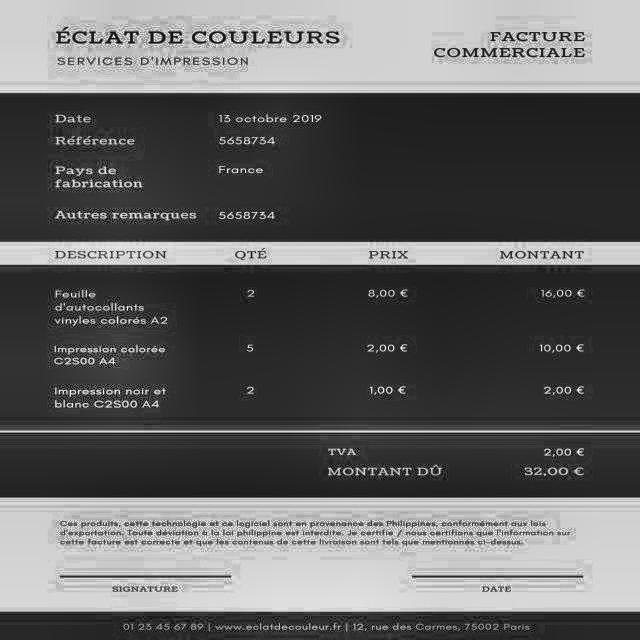 ÉCLAT DE COULEURS
SERVICES D'IMPRESSION
FACTURE
COMMERCIALE
Date 13 octobre 2019
Référence 5658734
Pays de fabrication France
Autres remarques 5658734
DESCRIPTION QTÉ PRIX MONTANT
Feuille 2 8,00 € 16,00 €
d'autocollants
vinyles colorés A2
Impression colorée 5 2,00 € 10,00 €
C2S00 A4
Impression noir et 2 1,00 € 2,00 €
blanc C2S00 A4
TVA 2,00 €
MONTANT DÛ 32,00 €
Ces produits, cette technologie et ce logiciel sont en provenance des Philippines, conformément aux lois
d'exportation. Toute déviation à la loi philippine est interdite. Je certifie / nous certifions que l'information sur
cette facture est correcte et que les contenus de cette livraison sont tels que mentionnés ci-dessus.
SIGNATURE DATE
01 23 45 67 89 | www.eclatdecouleur.fr | 12, rue des Carmes, 75002 Paris